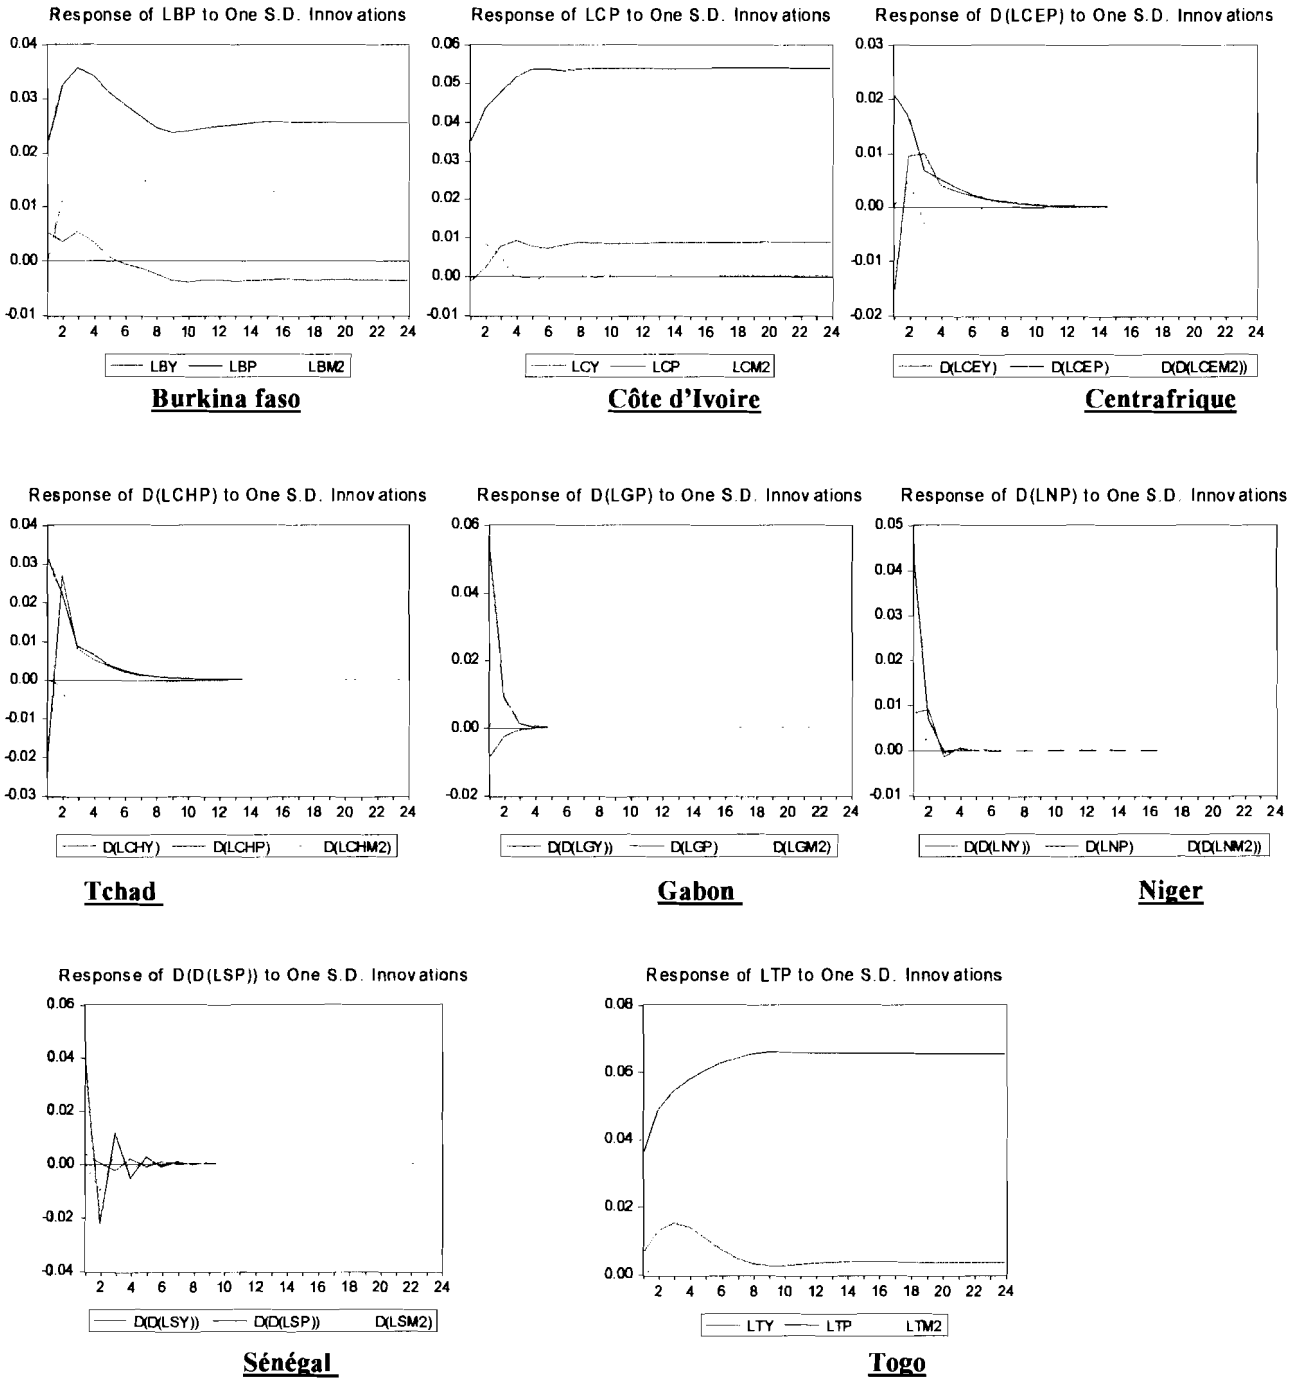 Response of LBP to One S.D. Innovations
0.04
0.03
0.02
0.01
0.00
-0.01
2 4 6 8 10 12 14 16 18 20 22 24
LBY LBP LBM2
Burkina faso
Response of LCP to One S.D. Innovations
0.06
0.05
0.04
0.03
0.02
0.01
0.00
-0.01
2 4 6 8 10 12 14 16 18 20 22 24
LCY LCP LCM2
Côte d'Ivoire
Response of D(LCEP) to One S.D. Innovations
0.03
0.02
0.01
0.00
-0.01
-0.02
2 4 6 8 10 12 14 16 18 20 22 24
D(LCEY) D(LCEP) D(D(LCEM2))
Centrafrique
Response of D(LCHP) to One S.D. Innovations
0.04
0.03
0.02
0.01
0.00
-0.01
-0.02
-0.03
2 4 6 8 10 12 14 16 18 20 22 24
D(LCHY) D(LCHP) D(LCHM2)
Tchad
Response of D(LGP) to One S.D. Innovations
0.06
0.04
0.02
0.00
-0.02
2 4 6 8 10 12 14 16 18 20 22 24
D(D(LGY)) D(LGP) D(LGM2)
Gabon
Response of D(LNP) to One S.D. Innovations
0.05
0.04
0.03
0.02
0.01
0.00
-0.01
2 4 6 8 10 12 14 16 18 20 22 24
D(D(LNY)) D(LNP) D(D(LNM2))
Niger
Response of D(D(LSP)) to One S.D. Innovations
0.06
0.04
0.02
0.00
-0.02
-0.04
2 4 6 8 10 12 14 16 18 20 22 24
D(D(LSY)) D(D(LSP)) D(LSM2)
Sénégal
Response of LTP to One S.D. Innovations
0.08
0.06
0.04
0.02
0.00
2 4 6 8 10 12 14 16 18 20 22 24
LTY LTP LTM2
Togo